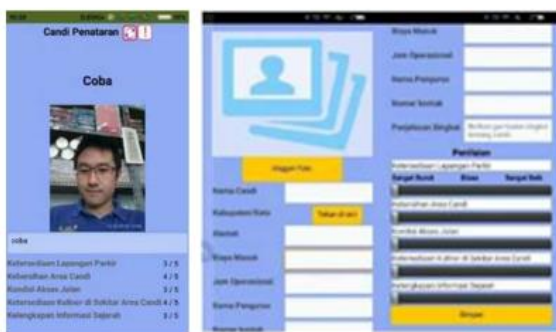 Candi Penataran
Coba
coba
Ketersediaan Lapangan Parkir 3 / 5
Kebersihan Area Candi 4 / 5
Kondisi Akses Jalan 3 / 5
Ketersediaan Kuliner di Sekitar Area Candi 4 / 5
Kelengkapan Informasi Sejarah 3 / 5
Unggah Foto
Nama Candi
Kabupaten/Kota
Alamat
Biaya Masuk
Jam Operasional
Nama Pengurus
Nomor kontak
Biaya Masuk
Jam Operasional
Nama Pengurus
Nomor kontak
Penjelasan Singkat
Penilaian
Ketersediaan Lapangan Parkir
Sangat Buruk Biasa Sangat Baik
Kebersihan Area Candi
Kondisi Akses Jalan
Ketersediaan Kuliner di Sekitar Area Candi
Kelengkapan Informasi Sejarah
Simpan